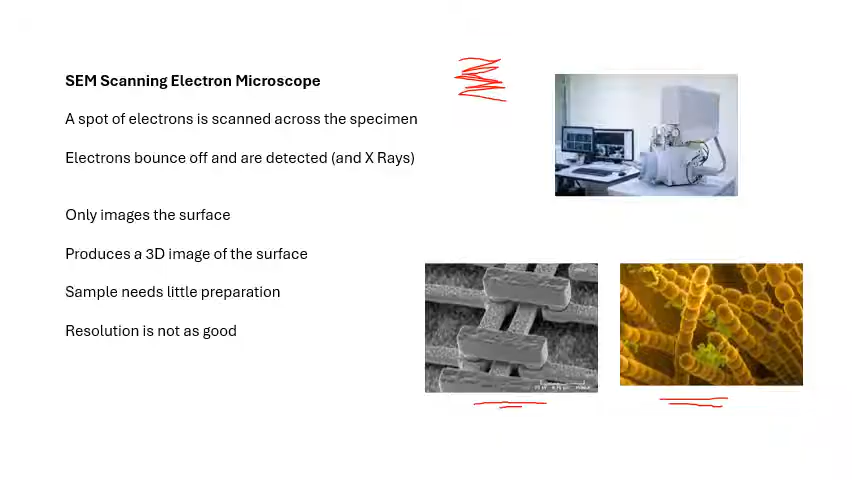 SEM Scanning Electron Microscope
A spot of electrons is scanned across the specimen
Electrons bounce off and are detected (and X Rays)
Only images the surface
Produces a 3D image of the surface
Sample needs little preparation
Resolution is not as good